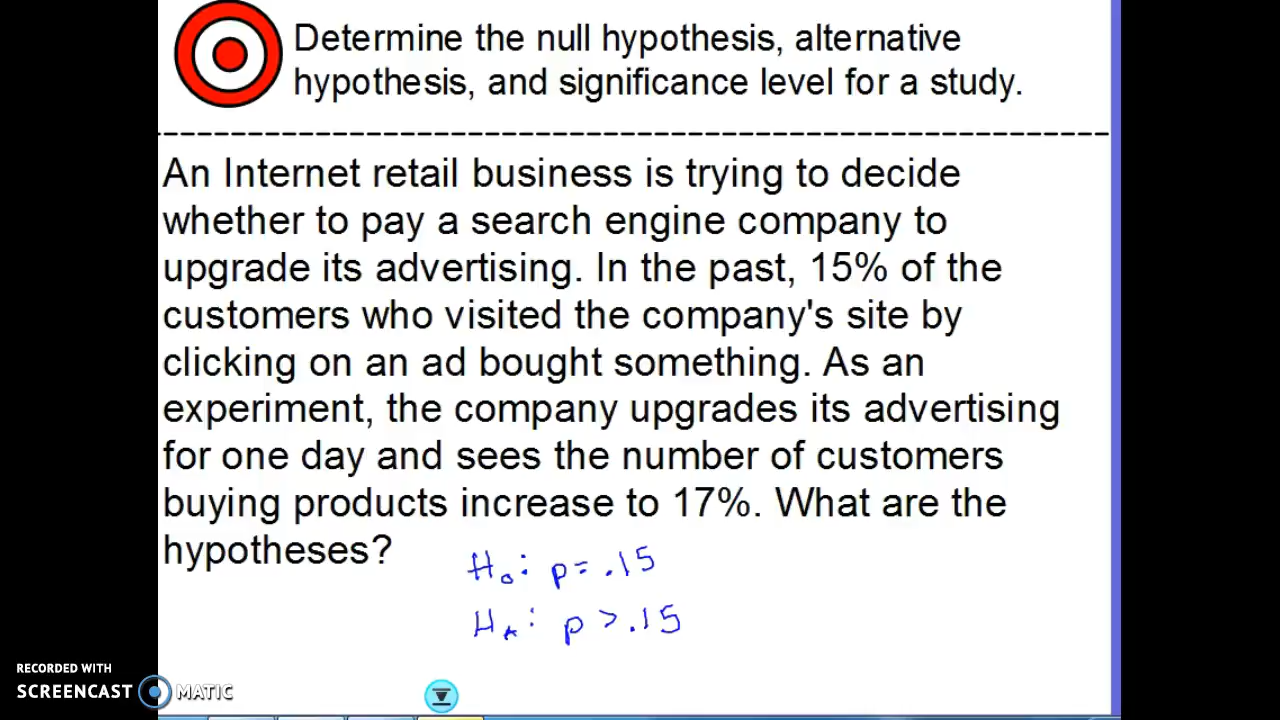 Determine the null hypothesis, alternative
hypothesis, and significance level for a study.
An Internet retail business is trying to decide
whether to pay a search engine company to
upgrade its advertising. In the past, 15% of the
customers who visited the company's site by
clicking on an ad bought something. As an
experiment, the company upgrades its advertising
for one day and sees the number of customers
buying products increase to 17%. What are the
hypotheses?
H₀: p = .15
Hₐ: p > .15
RECORDED WITH
SCREENCAST MATIC